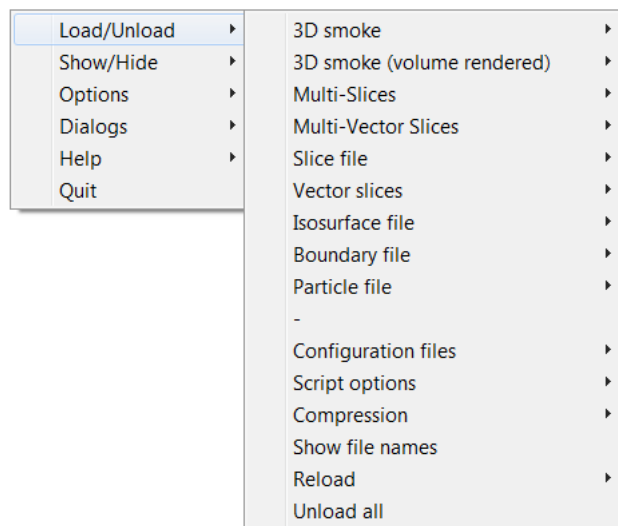 Load/Unload
Show/Hide
Options
Dialogs
Help
Quit
3D smoke
3D smoke (volume rendered)
Multi-Slices
Multi-Vector Slices
Slice file
Vector slices
Isosurface file
Boundary file
Particle file
-
Configuration files
Script options
Compression
Show file names
Reload
Unload all